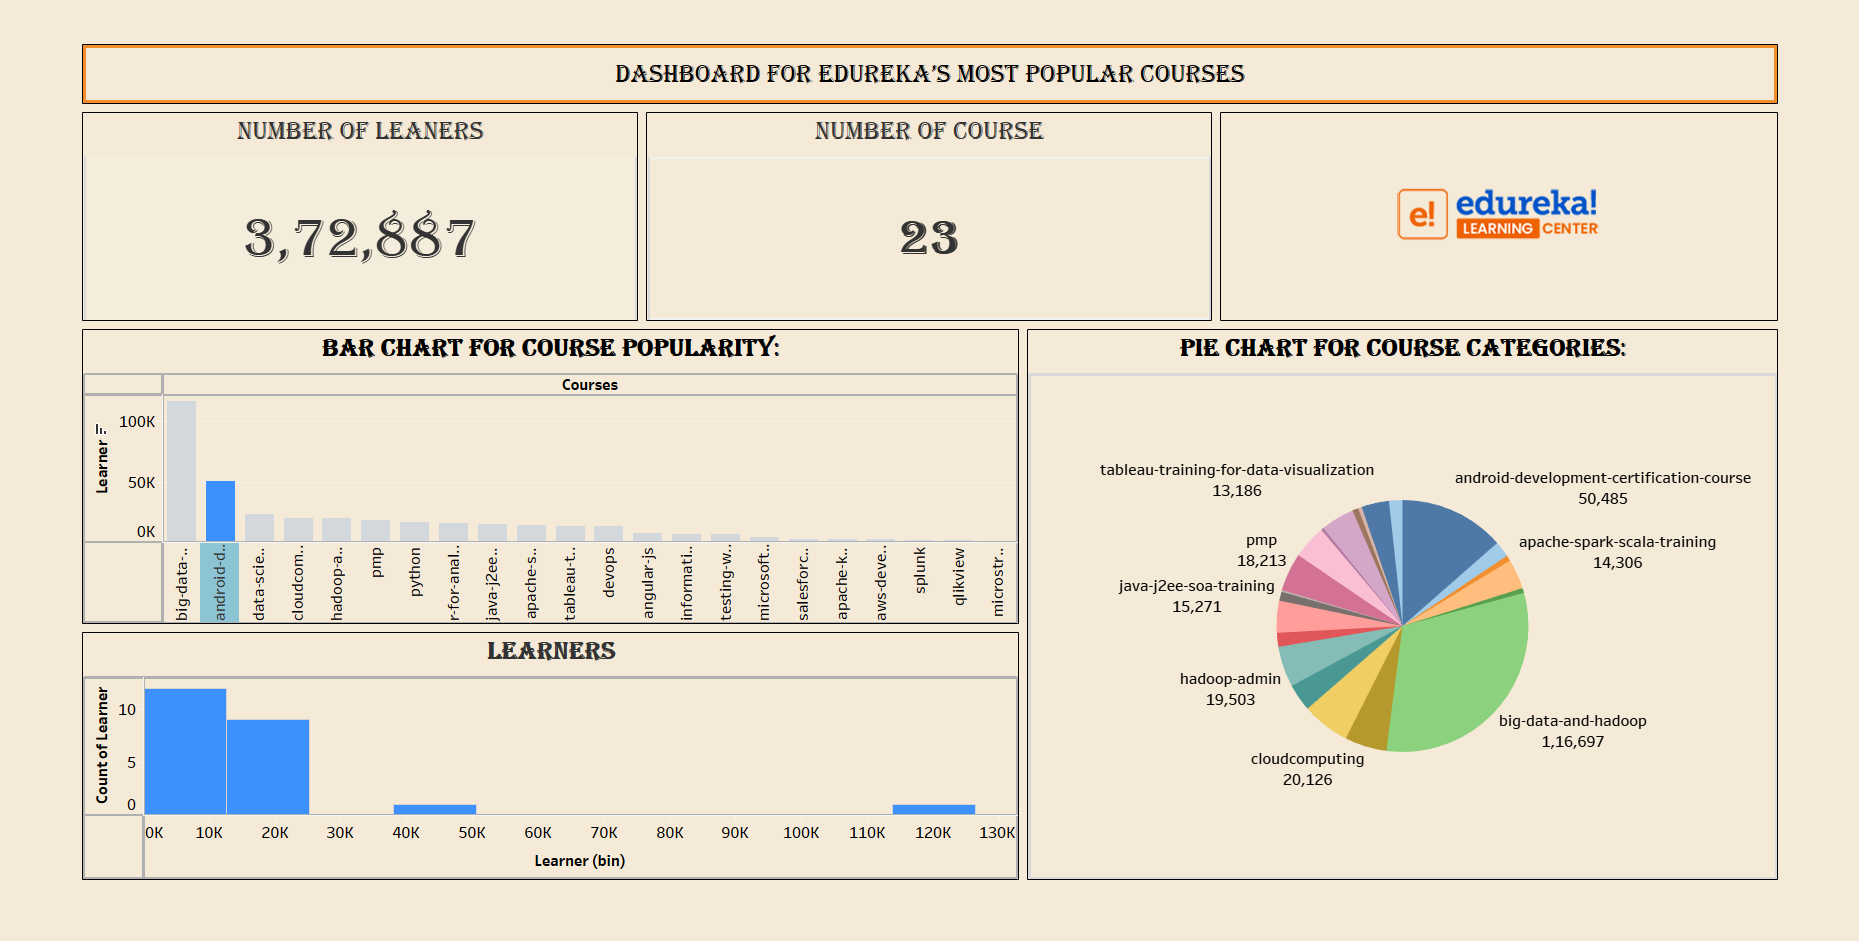 DASHBOARD FOR EDUREKA'S MOST POPULAR COURSES
NUMBER OF LEANERS
3,72,887
NUMBER OF COURSE
23
e! edureka!
LEARNING CENTER
BAR CHART FOR COURSE POPULARITY:
Courses
Learner
100K
50K
0K
big-data-..
android-d..
data-scie..
cloudcom..
hadoop-a..
pmp
python
r-for-anal..
java-j2ee..
apache-s..
tableau-t..
devops
angular-js
informati..
testing-w..
microsoft..
salesforc..
apache-k..
aws-deve..
splunk
qlikview
microstr..
LEARNERS
Count of Learner
10
5
0
0K 10K 20K 30K 40K 50K 60K 70K 80K 90K 100K 110K 120K 130K
Learner (bin)
PIE CHART FOR COURSE CATEGORIES:
tableau-training-for-data-visualization
13,186
android-development-certification-course
50,485
apache-spark-scala-training
14,306
pmp
18,213
java-j2ee-soa-training
15,271
hadoop-admin
19,503
big-data-and-hadoop
1,16,697
cloudcomputing
20,126